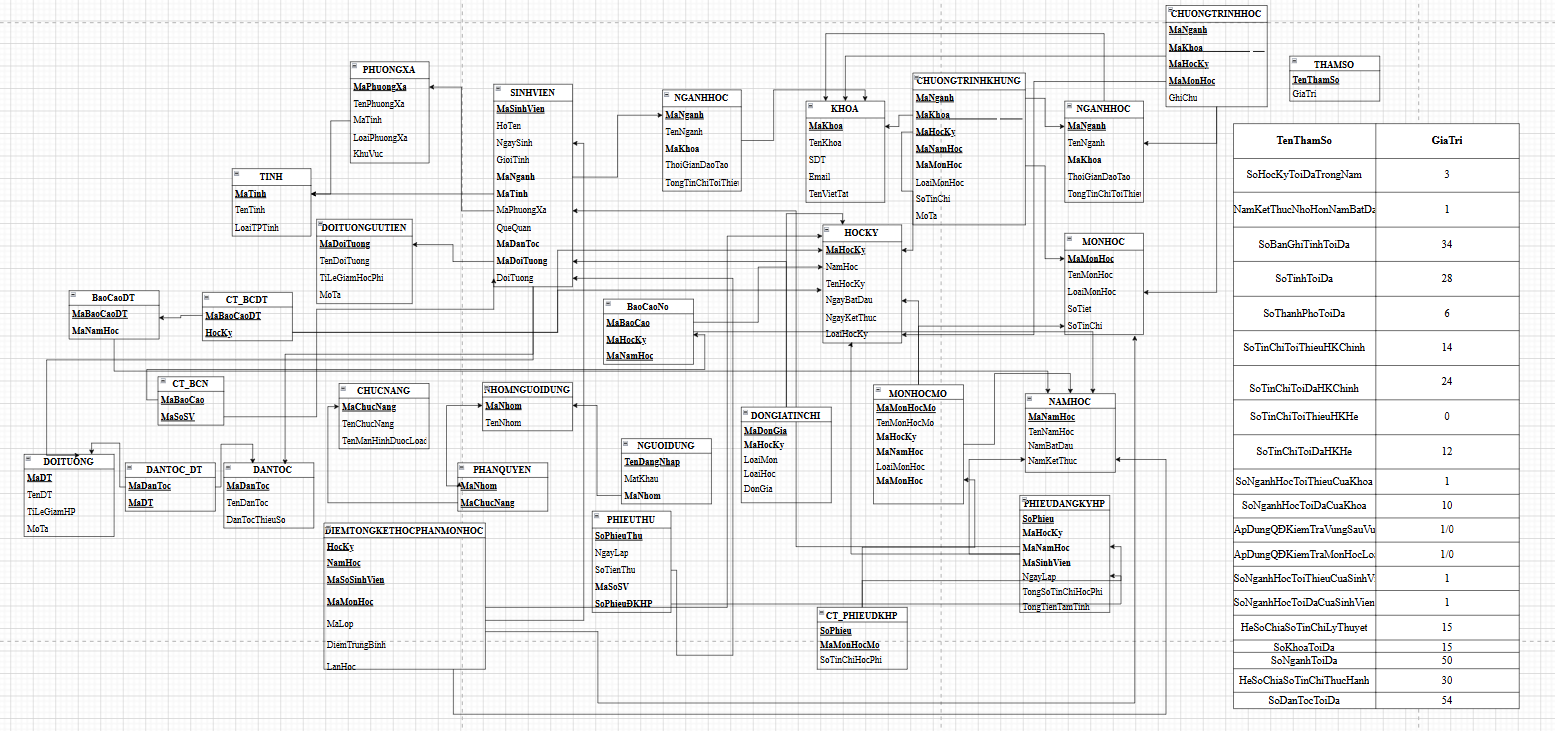 CHUONGTRINHHOC
MaNganh
MaKhoa
MaHocKy
MaMonHoc
GhiChu
THAMSO
TenThamSo
GiaTri
PHUONGXA
MaPhuongXa
TenPhuongXa
MaTinh
LoaiPhuongXa
KhuVuc
SINHVIEN
MaSinhVien
HoTen
NgaySinh
GioiTinh
MaNganh
MaTinh
MaPhuongXa
QueQuan
MaDanToc
MaDoiTuong
DoiTuong
NGANHHOC
MaNganh
TenNganh
MaKhoa
ThoiGianDaoTao
TongTinChiToiThieu
KHOA
MaKhoa
TenKhoa
SDT
Email
TenVietTat
CHUONGTRINHKHUNG
MaNganh
MaKhoa
MaHocKy
MaNamHoc
MaMonHoc
LoaiMonHoc
SoTinChi
MoTa
NGANHHOC
MaNganh
TenNganh
MaKhoa
ThoiGianDaoTao
TongTinChiToiThieu
TINH
MaTinh
TenTinh
LoaiTPTinh
DOITUONGUUTIEN
MaDoiTuong
TenDoiTuong
TiLeGiamHocPhi
MoTa
HOCKY
MaHocKy
NamHoc
TenHocKy
NgayBatDau
NgayKetThuc
LoaiHocKy
MONHOC
MaMonHoc
TenMonHoc
LoaiMonHoc
SoTiet
SoTinChi
BaoCaoDT
MaBaoCaoDT
MaNamHoc
CT_BCDT
MaBaoCaoDT
HocKy
BaoCaoNo
MaBaoCao
MaHocKy
MaNamHoc
CT_BCN
MaBaoCao
MaSoSV
CHUCNANG
MaChucNang
TenChucNang
TenManHinhDuocLoad
NHOMNGUOIDUNG
MaNhom
TenNhom
MONHOCMO
MaMonHocMo
TenMonHocMo
MaHocKy
MaNamHoc
LoaiMonHoc
MaMonHoc
NAMHOC
MaNamHoc
TenNamHoc
NamBatDau
NamKetThuc
DONGIATINCHI
MaDonGia
MaHocKy
LoaiMon
LoaiHoc
DonGia
NGUOIDUNG
TenDangNhap
MatKhau
MaNhom
DOITUONG
MaDT
TenDT
TiLeGiamHP
MoTa
DANTOC_DT
MaDanToc
MaDT
DANTOC
MaDanToc
TenDanToc
DanTocThieuSo
PHANQUYEN
MaNhom
MaChucNang
PHIEUDANGKYHP
SoPhieu
MaHocKy
MaNamHoc
MaSinhVien
NgayLap
TongSoTinChiHocPhi
TongTienTamTinh
PHIEUTHU
SoPhieuThu
NgayLap
SoTienThu
MaSoSV
SoPhieuĐKHP
DIEMTONGKETHOCPHANMONHOC
HocKy
NamHoc
MaSoSinhVien
MaMonHoc
MaLop
DiemTrungBinh
LanHoc
CT_PHIEUDKHP
SoPhieu
MaMonHocMo
SoTinChiHocPhi
TenThamSo GiaTri
SoHocKyToiDaTrongNam 3
NamKetThucNhoHonNamBatDa 1
SoBanGhiTinhToiDa 34
SoTinhToiDa 28
SoThanhPhoToiDa 6
SoTinChiToiThieuHKChinh 14
SoTinChiToiDaHKChinh 24
SoTinChiToiThieuHKHe 0
SoTinChiToiDaHKHe 12
SoNganhHocToiThieuCuaKhoa 1
SoNganhHocToiDaCuaKhoa 10
ApDungQĐKiemTraVungSauVu 1/0
ApDungQĐKiemTraMonHocLo 1/0
SoNganhHocToiThieuCuaSinhVi 1
SoNganhHocToiDaCuaSinhVien 1
HeSoChiaSoTinChiLyThuyet 15
SoKhoaToiDa 15
SoNganhToiDa 50
HeSoChiaSoTinChiThucHanh 30
SoDanTocToiDa 54